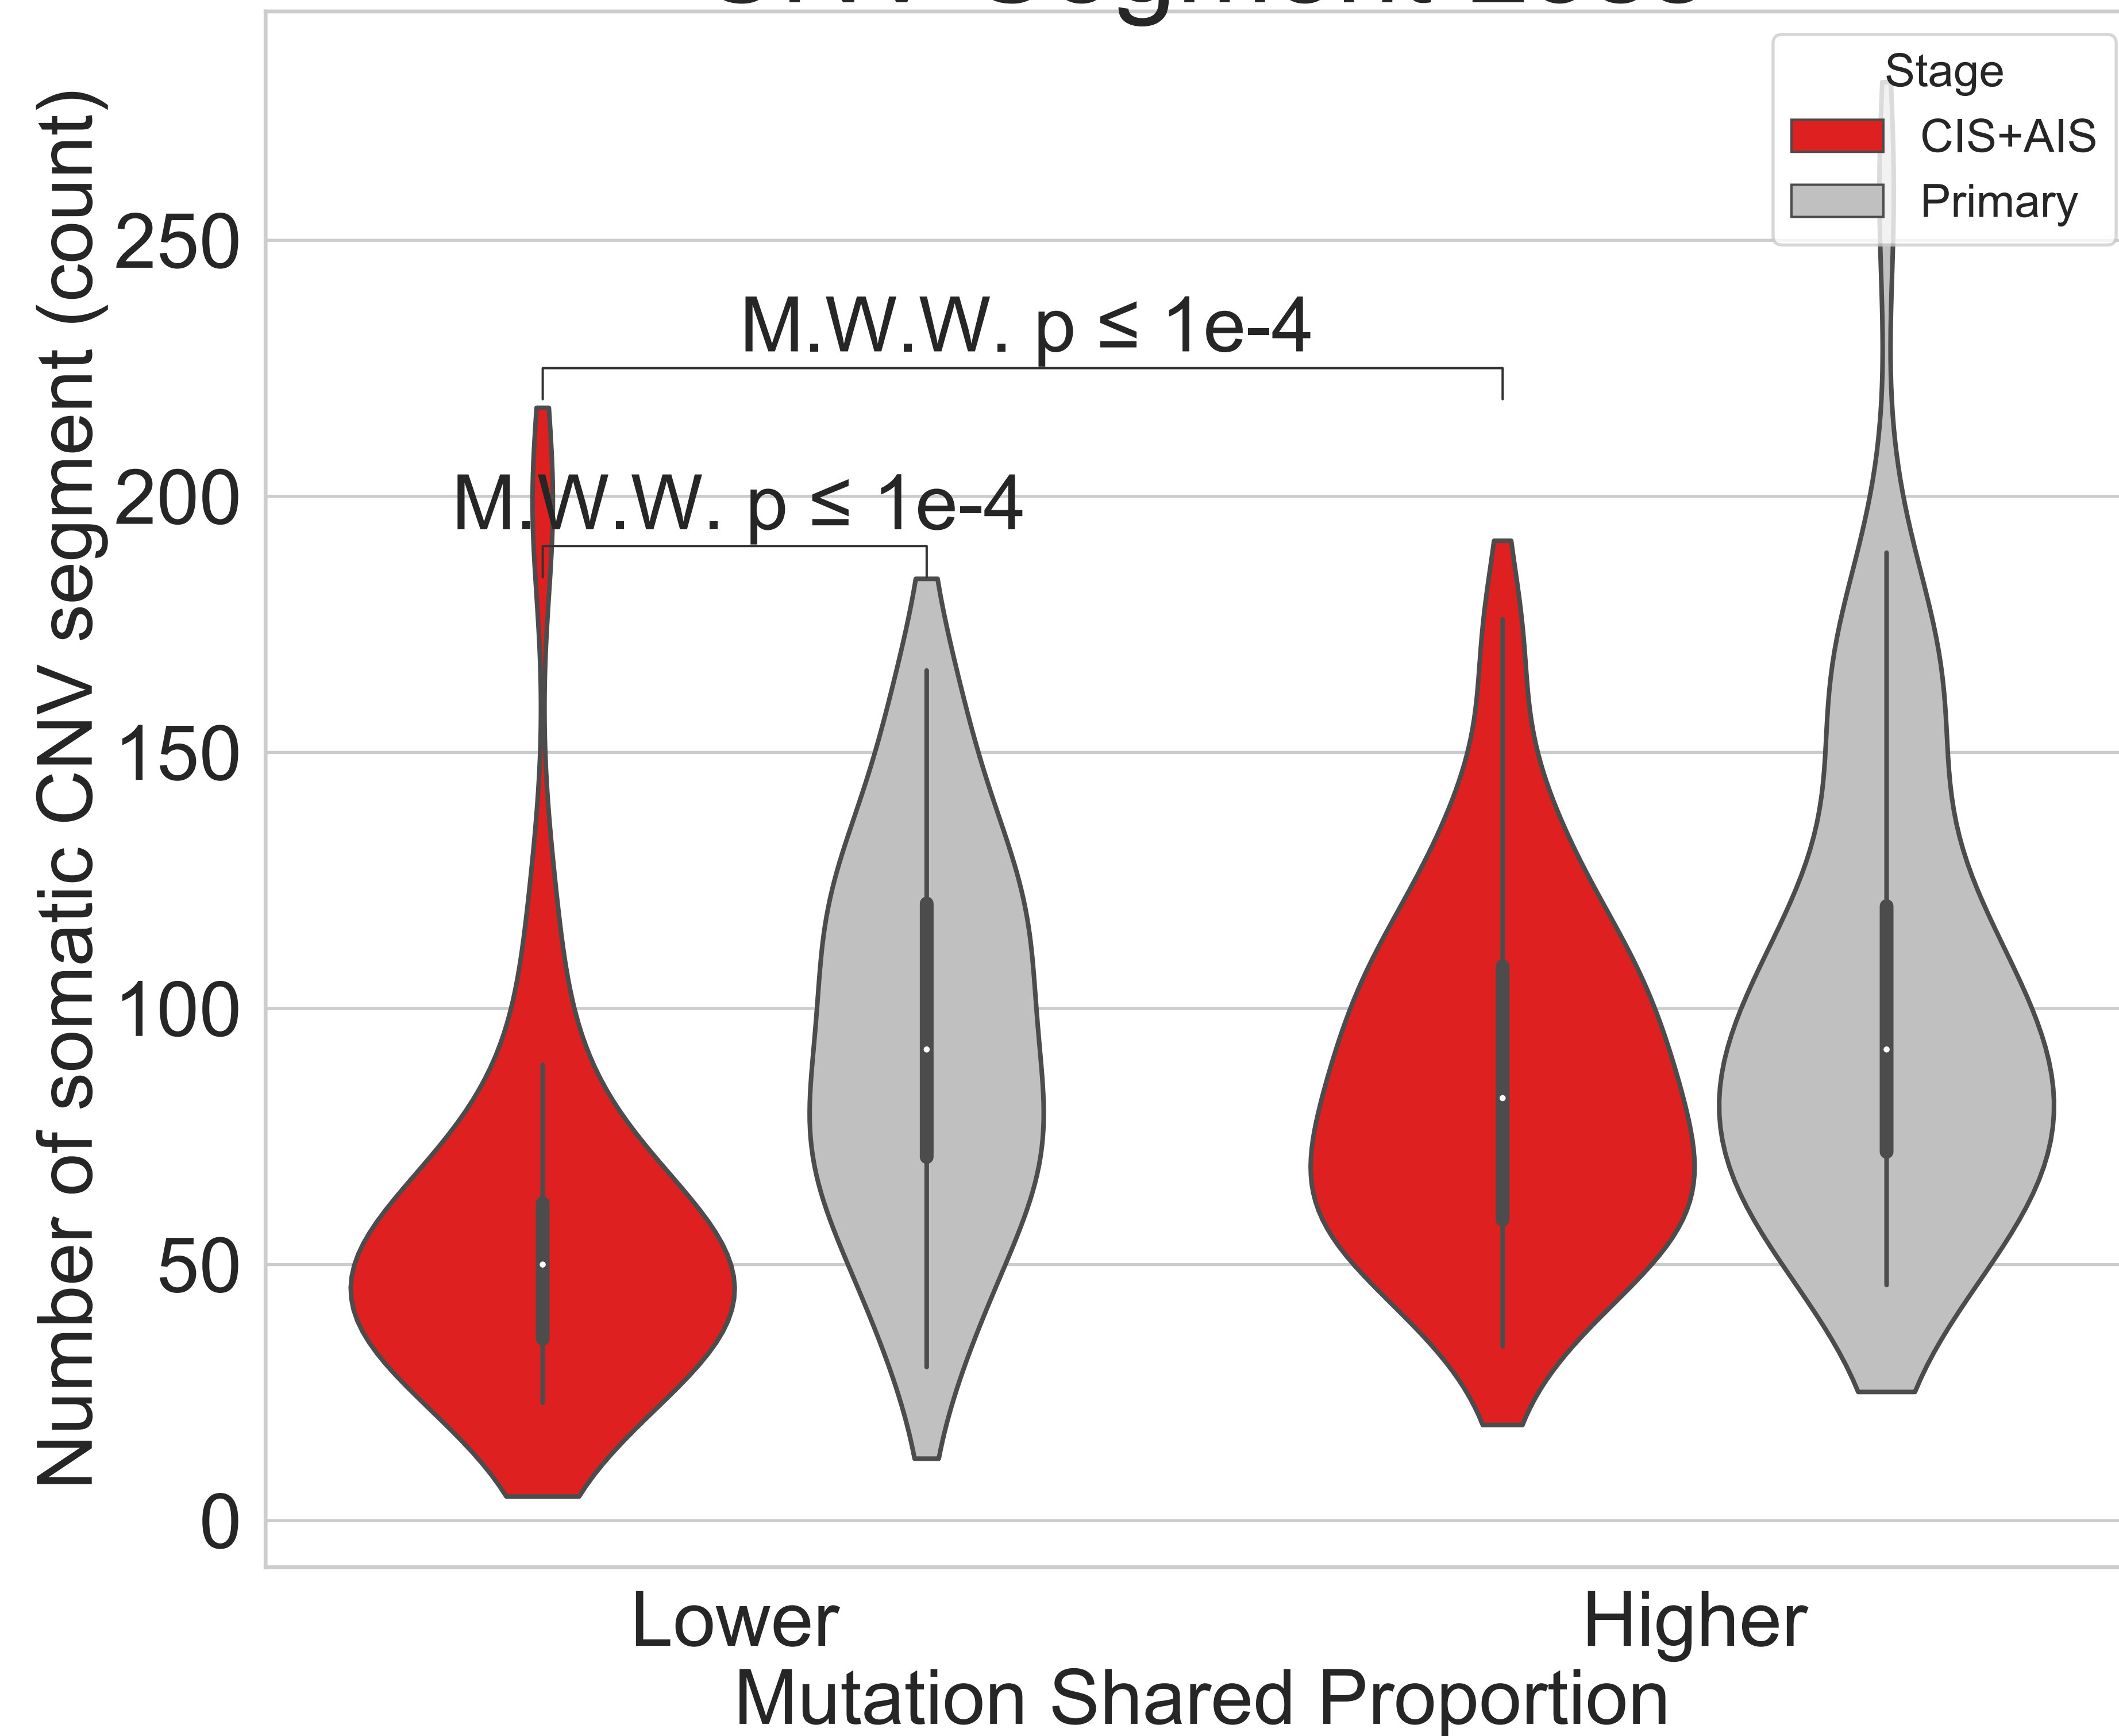 Stage
CIS+AIS
Primary
Number of somatic CNV segment (count)
250
200
150
100
50
0
M.W.W. p ≤ 1e-4
M.W.W. p ≤ 1e-4
Lower
Higher
Mutation Shared Proportion